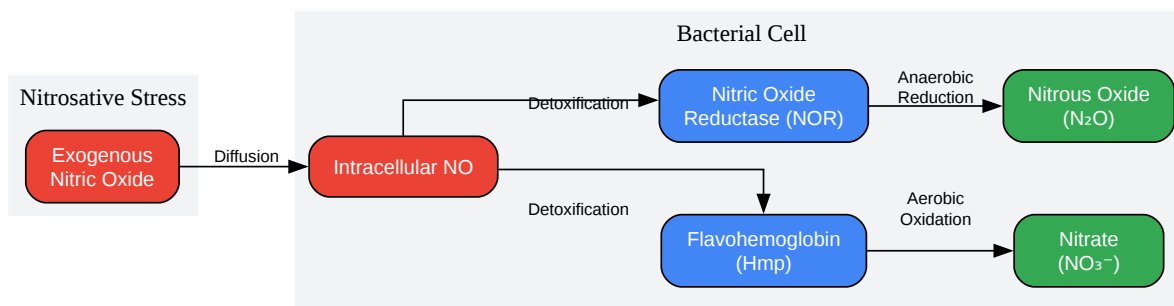 Bacterial Cell
Nitrosative Stress
Exogenous
Nitric Oxide
Diffusion
Intracellular NO
Detoxification
Nitric Oxide
Reductase (NOR)
Anaerobic
Reduction
Nitrous Oxide
(N₂O)
Detoxification
Flavohemoglobin
(Hmp)
Aerobic
Oxidation
Nitrate
(NO₃⁻)